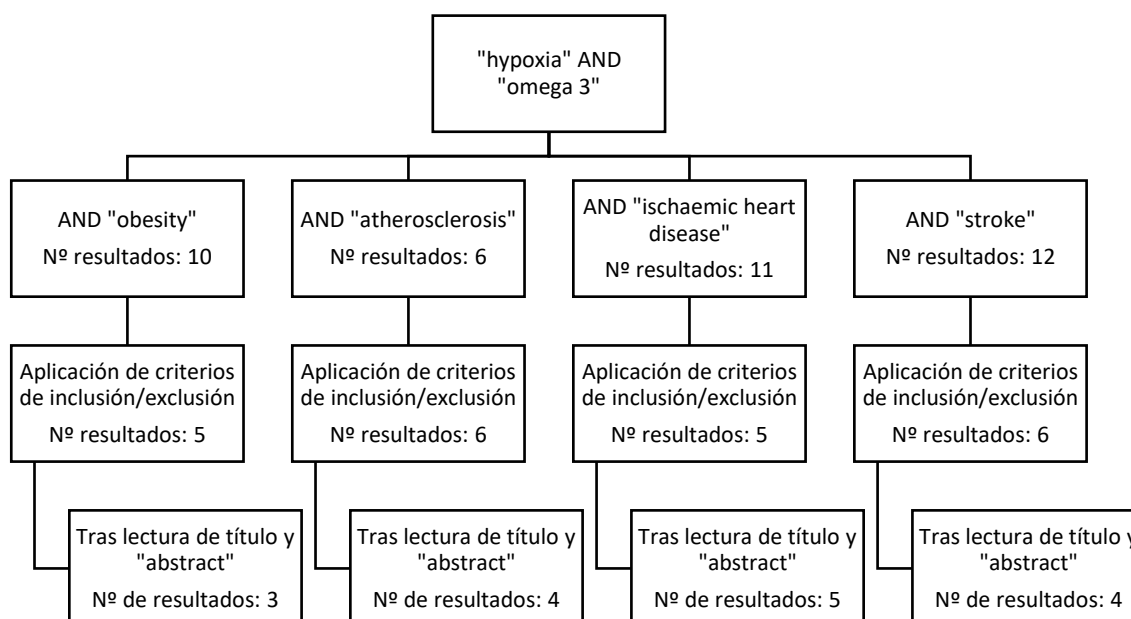 "hypoxia" AND
"omega 3"
AND "obesity"
Nº resultados: 10
AND "atherosclerosis"
Nº resultados: 6
AND "ischaemic heart
disease"
Nº resultados: 11
AND "stroke"
Nº resultados: 12
Aplicación de criterios
de inclusión/exclusión
Nº resultados: 5
Aplicación de criterios
de inclusión/exclusión
Nº resultados: 6
Aplicación de criterios
de inclusión/exclusión
Nº resultados: 5
Aplicación de criterios
de inclusión/exclusión
Nº resultados: 6
Tras lectura de título y
"abstract"
Nº de resultados: 3
Tras lectura de título y
"abstract"
Nº de resultados: 4
Tras lectura de título y
"abstract"
Nº de resultados: 5
Tras lectura de título y
"abstract"
Nº de resultados: 4